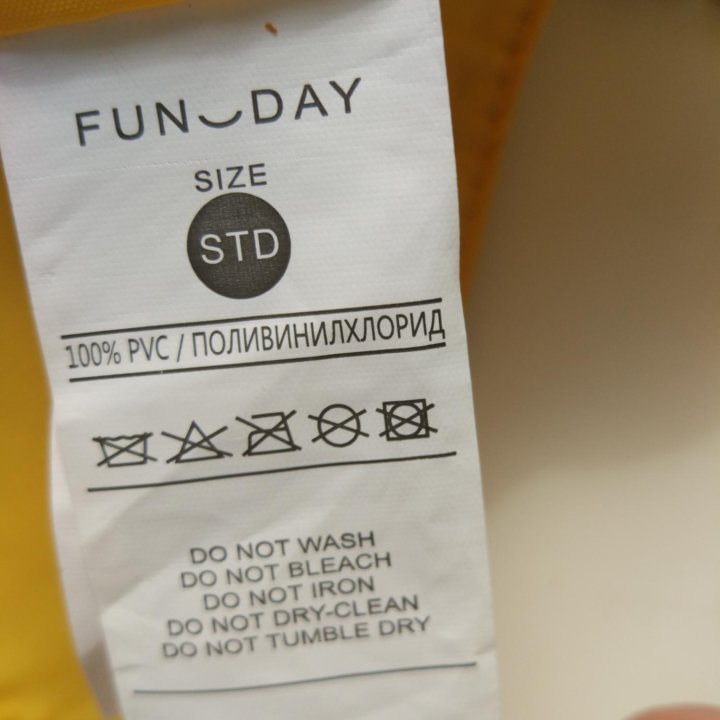 FUN DAY
SIZE
STD
100% PVC / ПОЛИВИНИЛХЛОРИД
DO NOT WASH
DO NOT BLEACH
DO NOT IRON
DO NOT DRY-CLEAN
DO NOT TUMBLE DRY